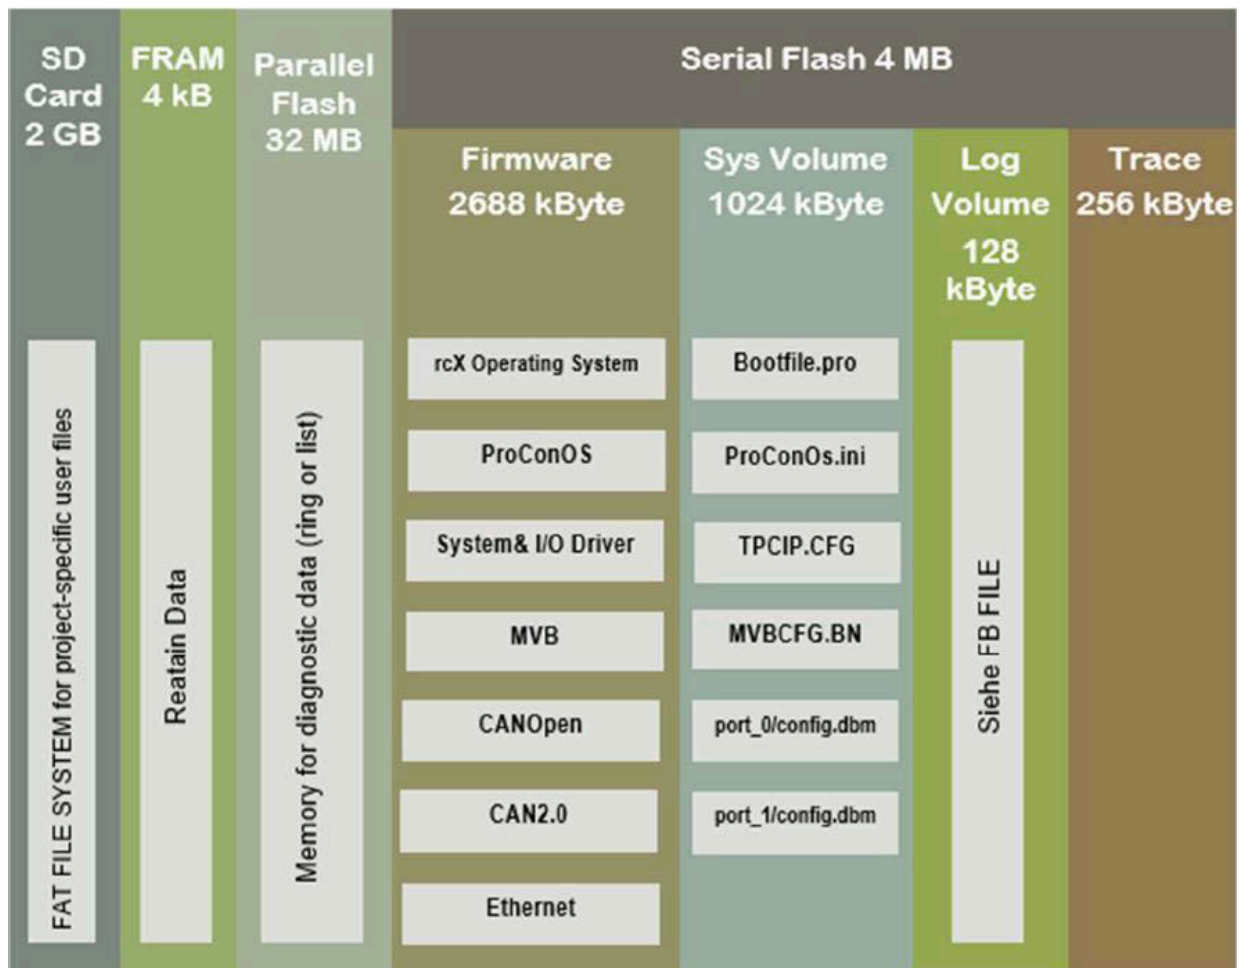 SD
Card
2 GB
FRAM
4 kB
Parallel
Flash
32 MB
Serial Flash 4 MB
Firmware
2688 kByte
Sys Volume
1024 kByte
Log
Volume
128
kByte
Trace
256 kByte
FAT FILE SYSTEM for project-specific user files
Reatain Data
Memory for diagnostic data (ring or list)
rcX Operating System
ProConOS
System& I/O Driver
MVB
CANOpen
CAN2.0
Ethernet
Bootfile.pro
ProConOs.ini
TPCIP.CFG
MVBCFG.BN
port_0/config.dbm
port_1/config.dbm
Siehe FB FILE